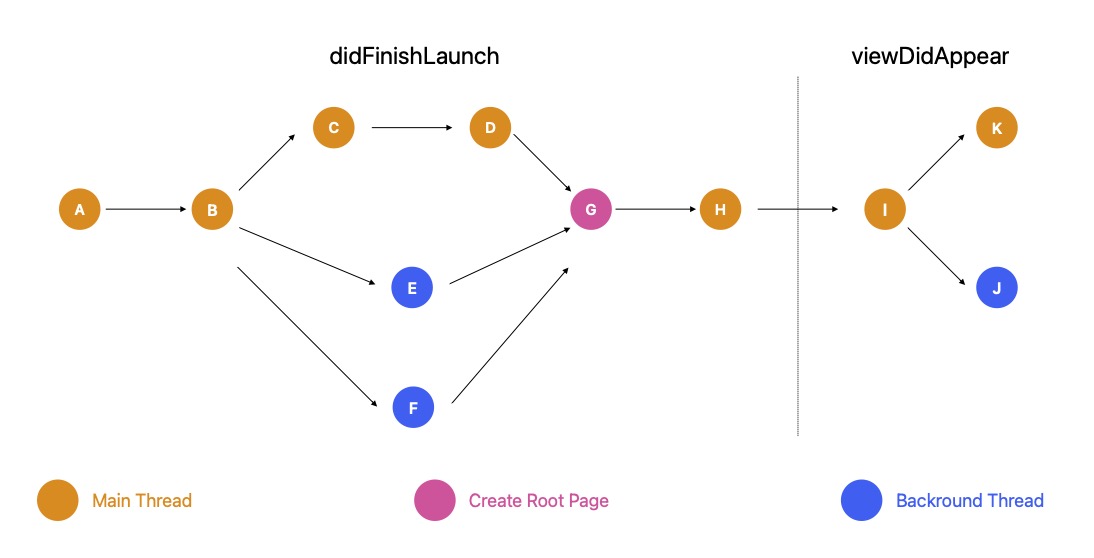 didFinishLaunch
viewDidAppear
C
D
K
A
B
G
H
I
E
J
F
Main Thread
Create Root Page
Backround Thread